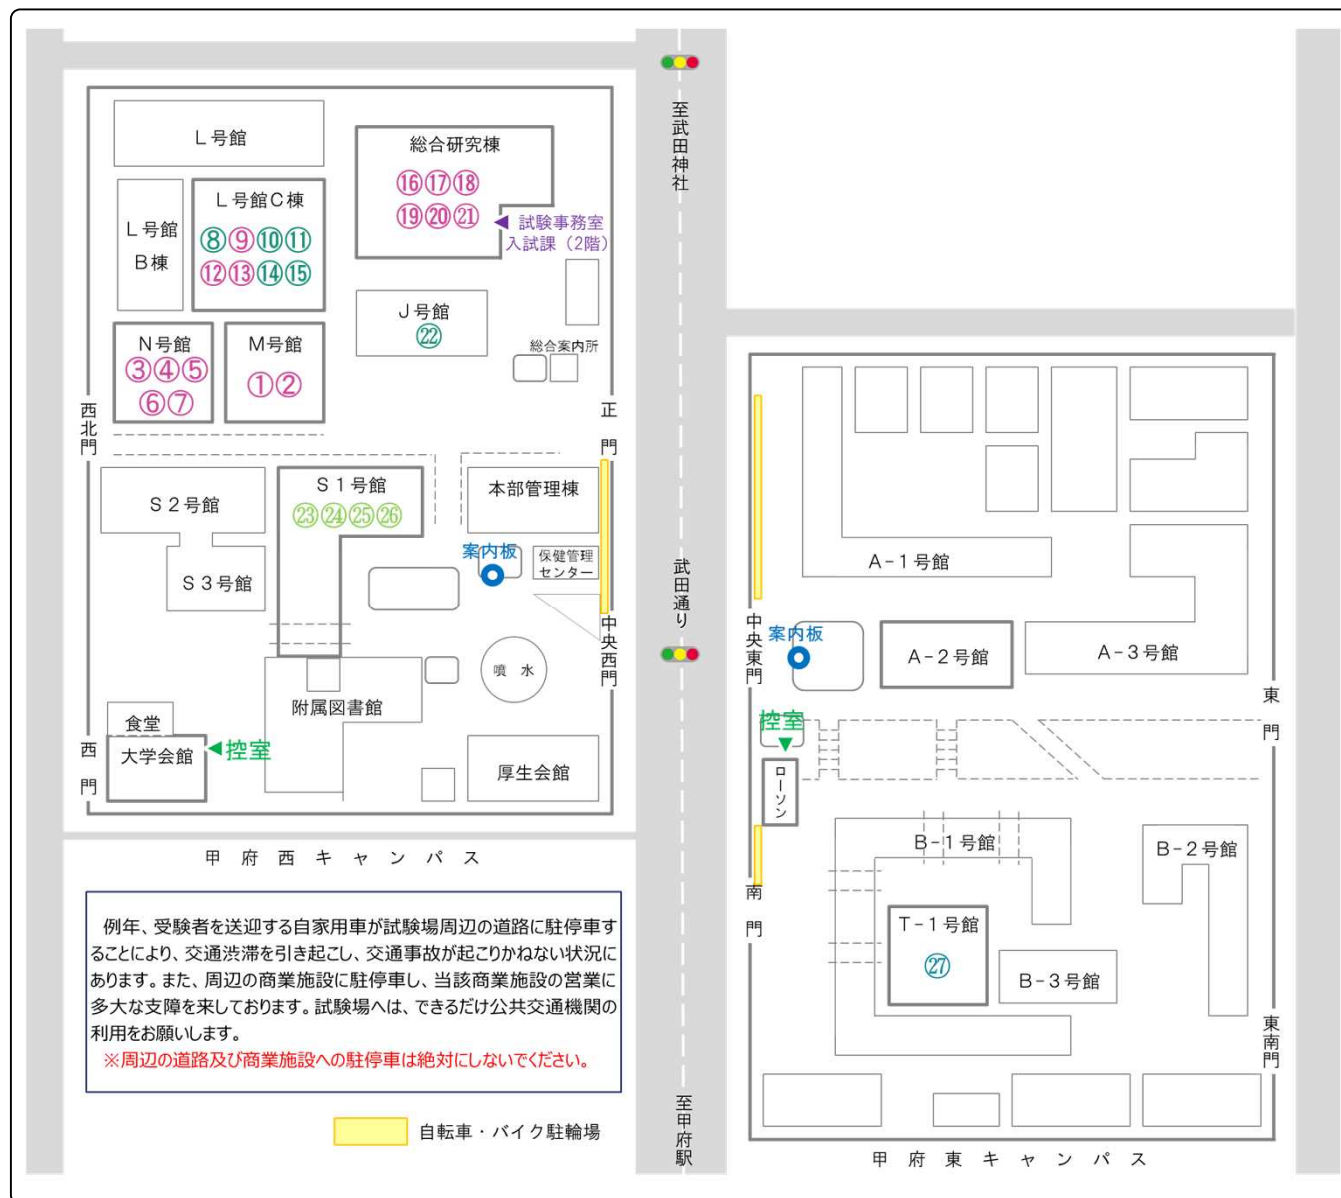 至武田神社
L号館
総合研究棟
⑯⑰⑱
⑲⑳㉑
◀試験事務室
入試課（2階）
L号館
B棟
L号館C棟
⑧⑨⑩⑪
⑫⑬⑭⑮
J号館
㉒
総合案内所
N号館
③④⑤
⑥⑦
M号館
①②
西北門
正門
S2号館
S1号館
㉓㉔㉕㉖
本部管理棟
S3号館
案内板
保健管理
センター
中央西門
噴水
附属図書館
食堂
大学会館
◀控室
西門
厚生会館
甲府西キャンパス
武田通り
A-1号館
中央東門
案内板
A-2号館
A-3号館
東門
控室
▼
ローソン
B-1号館
B-2号館
南門
T-1号館
㉗
B-3号館
東南門
甲府東キャンパス
至甲府駅
例年、受験者を送迎する自家用車が試験場周辺の道路に駐停車す
ることにより、交通渋滞を引き起こし、交通事故が起こりかねない状況に
あります。また、周辺の商業施設に駐停車し、当該商業施設の営業に
多大な支障を来しております。試験場へは、できるだけ公共交通機関の
利用をお願いします。
※周辺の道路及び商業施設への駐停車は絶対にしないでください。
自転車・バイク駐輪場